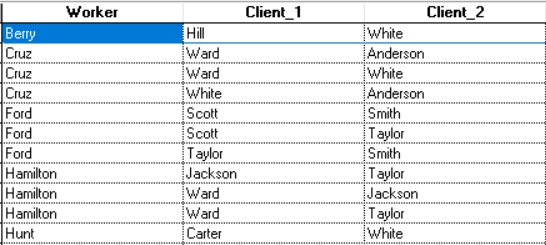 Worker Client_1 Client_2
Berry Hill White
Cruz Ward Anderson
Cruz Ward White
Cruz White Anderson
Ford Scott Smith
Ford Scott Taylor
Ford Taylor Smith
Hamilton Jackson Taylor
Hamilton Ward Jackson
Hamilton Ward Taylor
Hunt Carter White